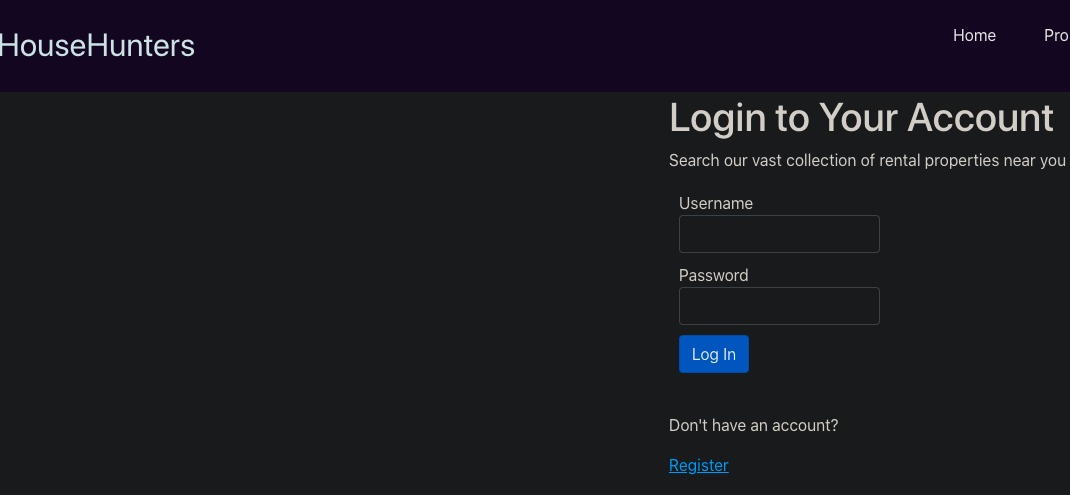 HouseHunters
Home Pro
Login to Your Account
Search our vast collection of rental properties near you
Username
Password
Log In
Don't have an account?
Register